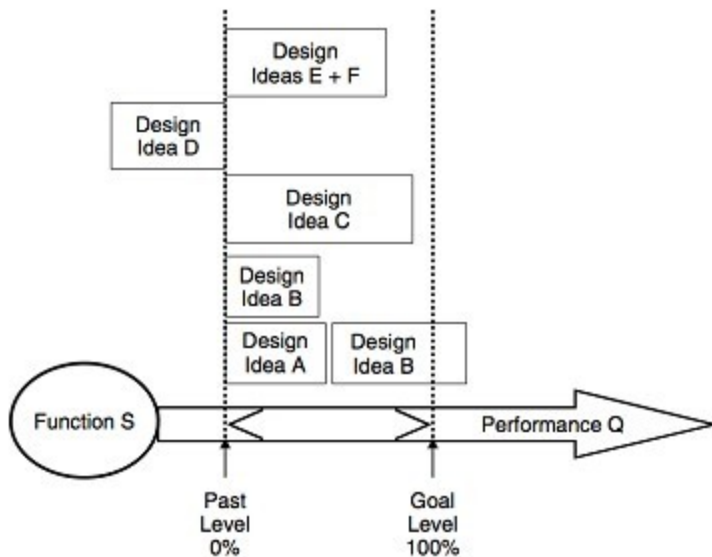 Design
Ideas E + F
Design
Idea D
Design
Idea C
Design
Idea B
Design
Idea A
Design
Idea B
Function S
Performance Q
Past
Level
0%
Goal
Level
100%